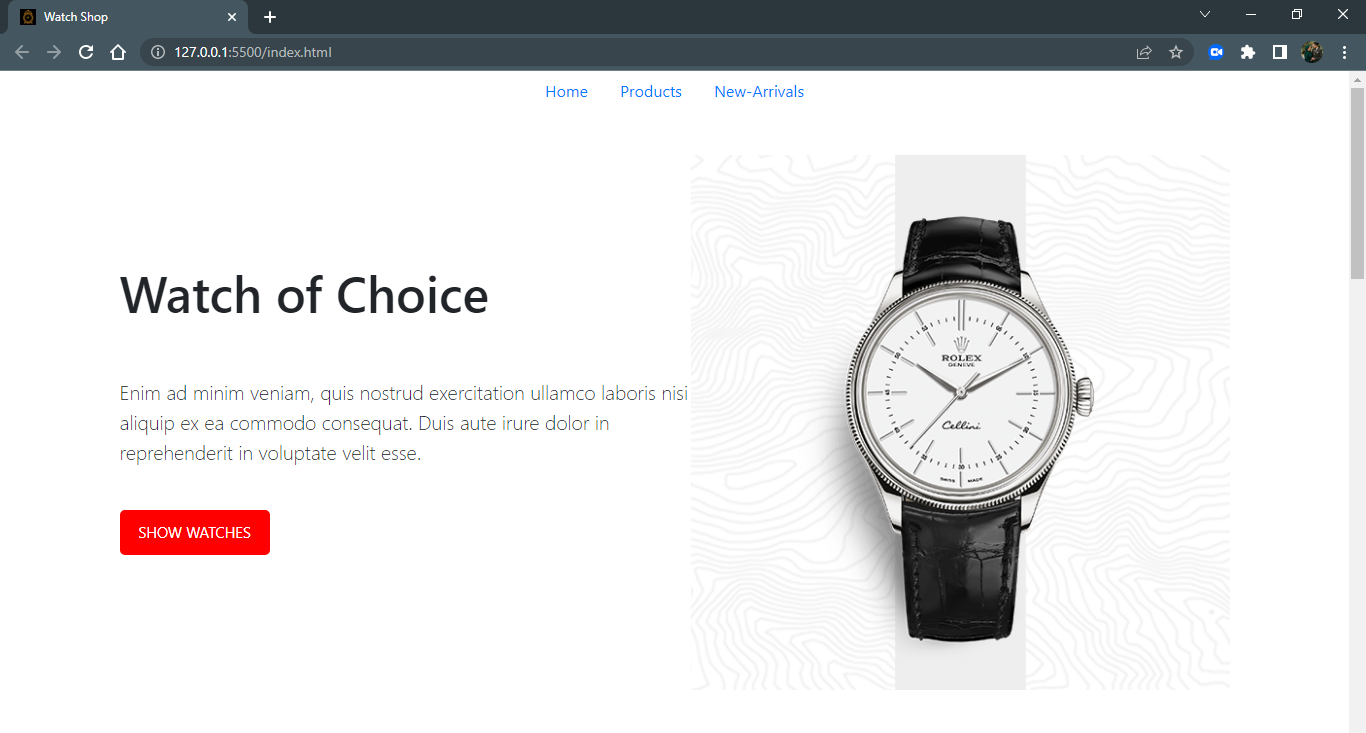 Watch Shop
127.0.0.1:5500/index.html
Home Products New-Arrivals
Watch of Choice
Enim ad minim veniam, quis nostrud exercitation ullamco laboris nisi
aliquip ex ea commodo consequat. Duis aute irure dolor in
reprehenderit in voluptate velit esse.
SHOW WATCHES
ROLEX
GENEVE
Cellini
SWISS MADE